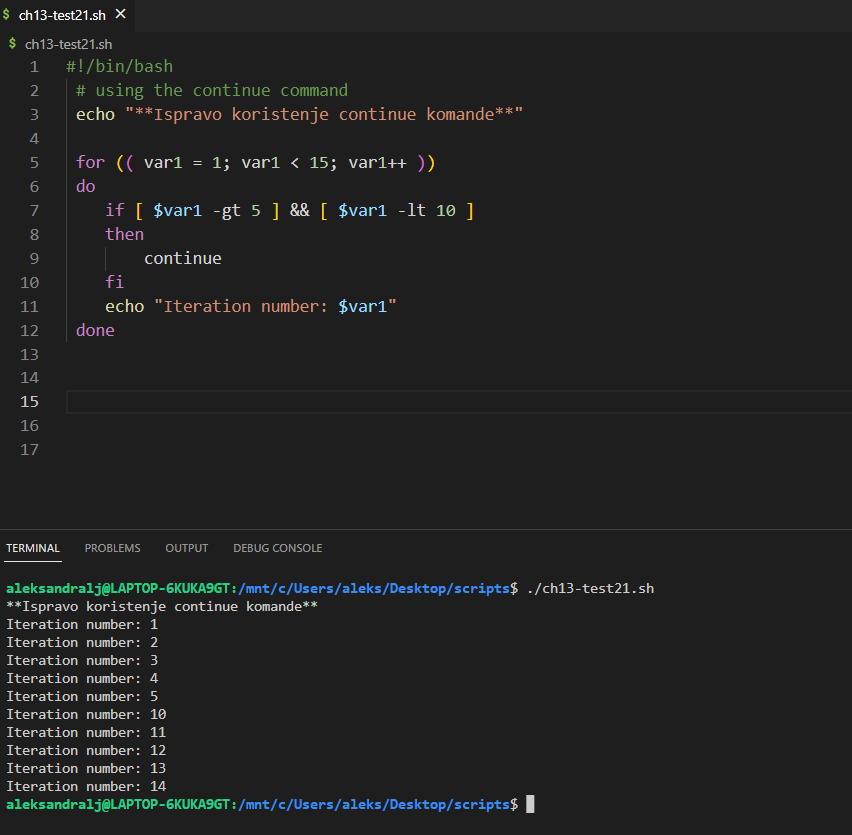 $ ch13-test21.sh ×
$ ch13-test21.sh
1 #!/bin/bash
2 # using the continue command
3 echo "**Ispravo koristenje continue komande**"
4
5 for (( var1 = 1; var1 < 15; var1++ ))
6 do
7 if [ $var1 -gt 5 ] && [ $var1 -lt 10 ]
8 then
9 continue
10 fi
11 echo "Iteration number: $var1"
12 done
13
14
15
16
17
TERMINAL PROBLEMS OUTPUT DEBUG CONSOLE
aleksandralj@LAPTOP-6KUKA9GT:/mnt/c/Users/aleks/Desktop/scripts$ ./ch13-test21.sh
**Ispravo koristenje continue komande**
Iteration number: 1
Iteration number: 2
Iteration number: 3
Iteration number: 4
Iteration number: 5
Iteration number: 10
Iteration number: 11
Iteration number: 12
Iteration number: 13
Iteration number: 14
aleksandralj@LAPTOP-6KUKA9GT:/mnt/c/Users/aleks/Desktop/scripts$